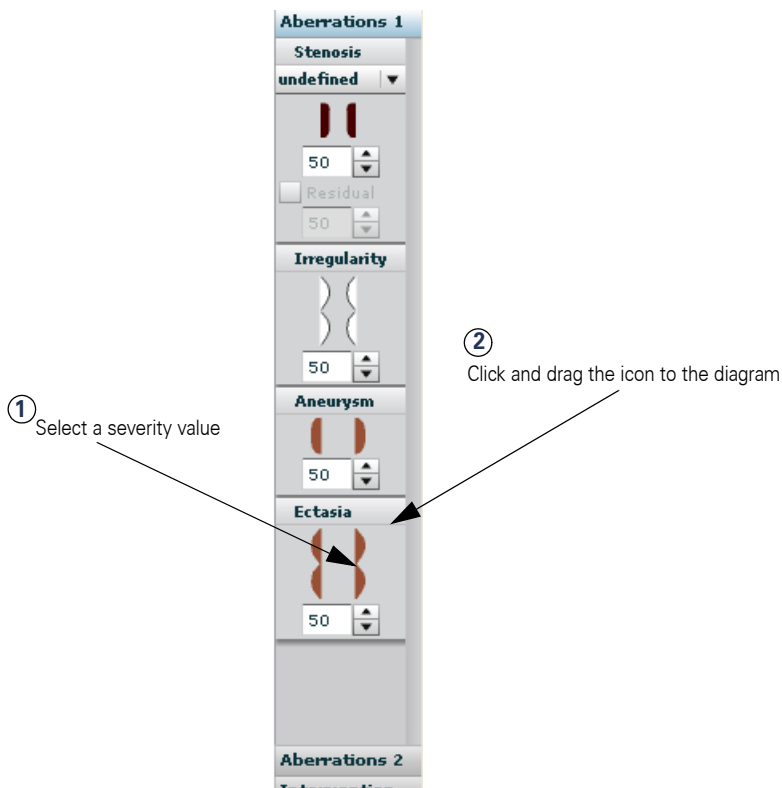 Aberrations 1
Stenosis
undefined
50
Residual
50
Irregularity
50
② Click and drag the icon to the diagram
Aneurysm
① Select a severity value
50
Ectasia
50
Aberrations 2
Intervention